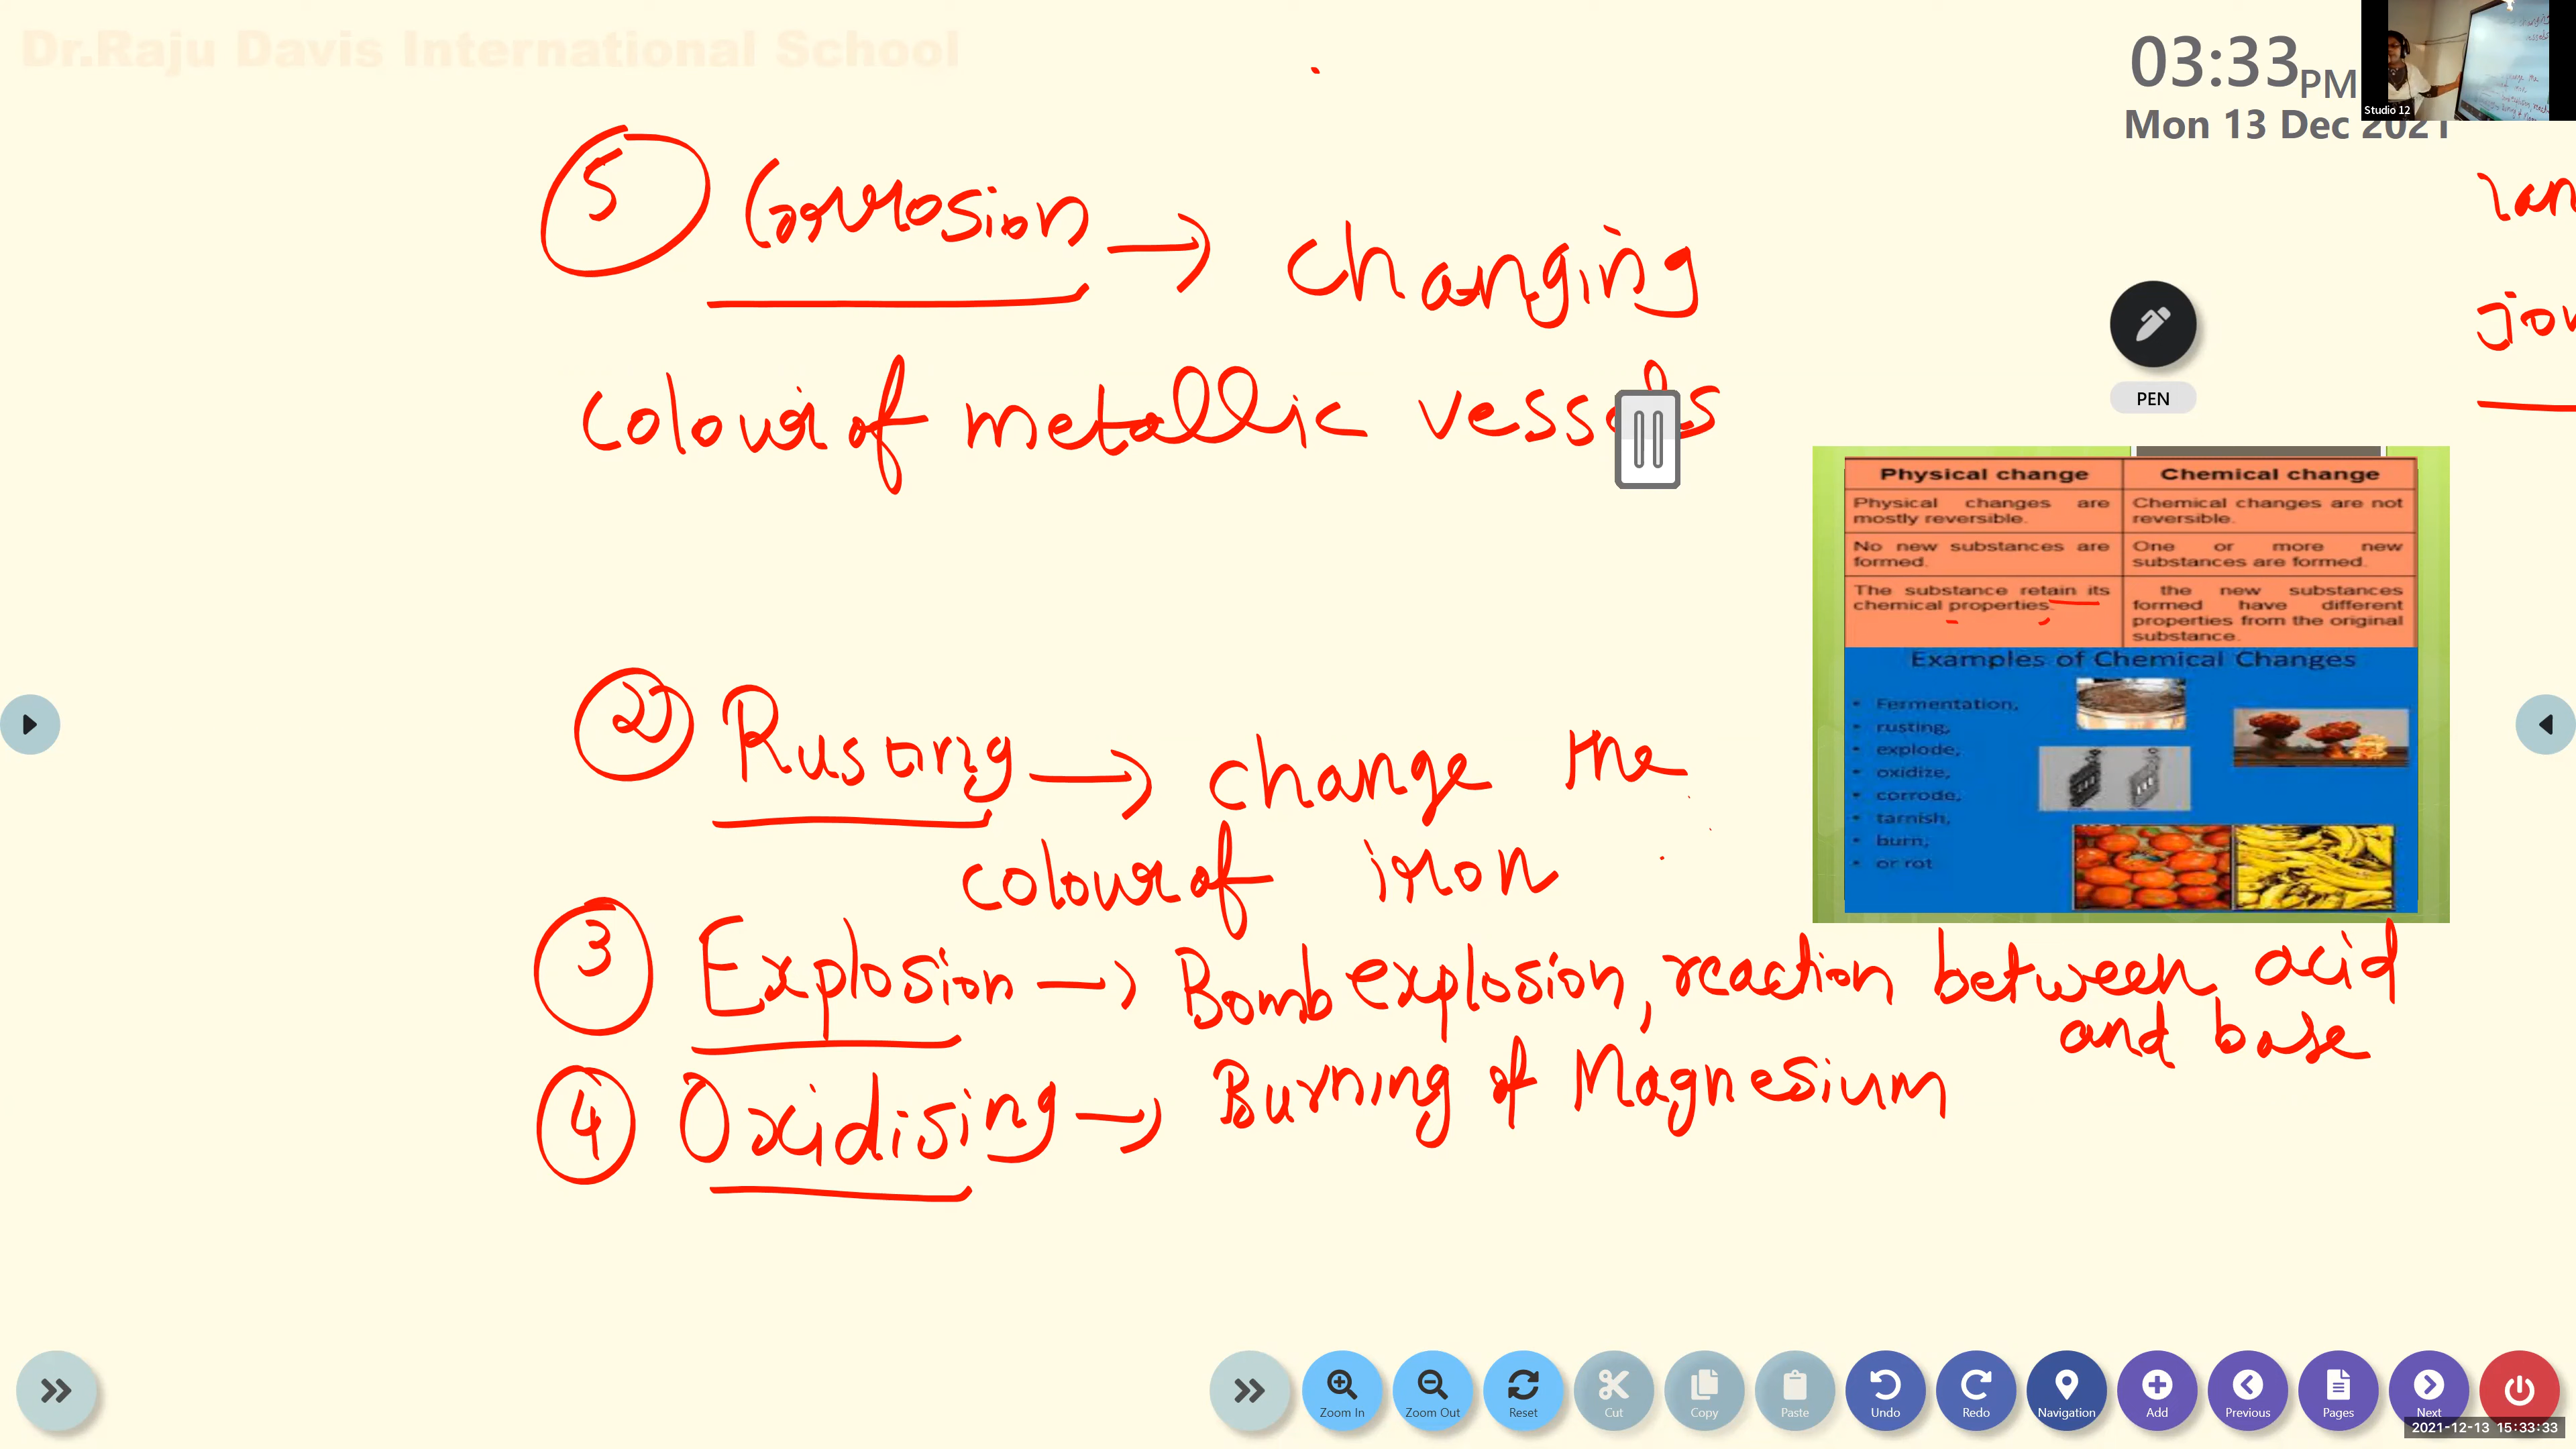 Dr.Raju Davis International School
03:33 PM
Mon 13 Dec 2021
Studio 12
5 Corrosion → changing
colour of metallic vessels
PEN
Physical change
Chemical change
Physical changes are
mostly reversible.
Chemical changes are not
reversible.
No new substances are
formed.
One or more new
substances are formed.
The substance retain its
chemical properties.
the new substances
formed have different
properties from the original
substance.
Examples of Chemical Changes
• Fermentation,
• rusting,
• explode,
• oxidize,
• corrode,
• tarnish,
• burn,
• or rot
2) Rusting → change the
colour of iron
3 Explosion → Bomb explosion, reaction between acid
and base
4 Oxidising → Burning of Magnesium
Zoom In
Zoom Out
Reset
Cut
Copy
Paste
Undo
Redo
Navigation
Add
Previous
Pages
Next
2021-12-13 15:33:33